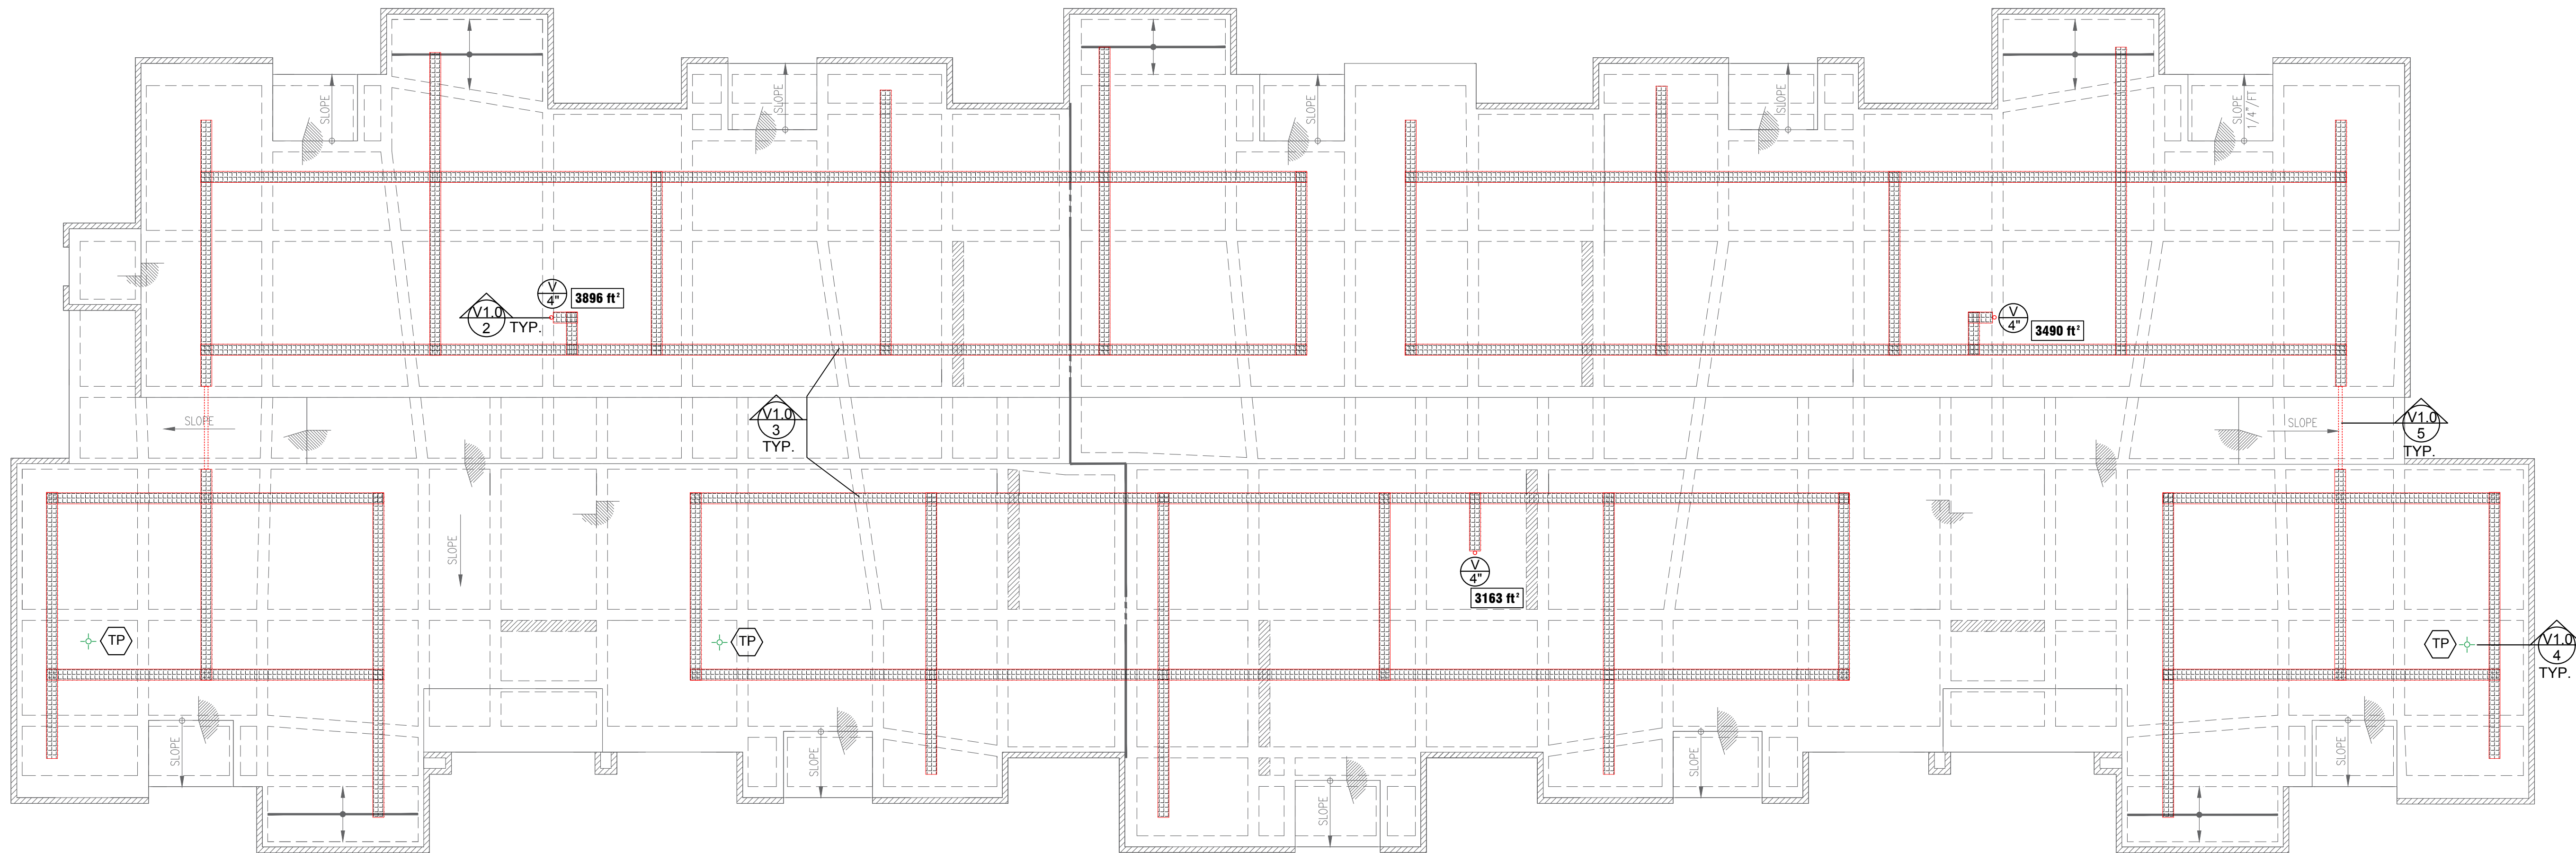 SLOPE
SLOPE
SLOPE
SLOPE
SLOPE
1/4"/FT
V
4"
3896 ft²
V1.0
2
TYP.
V
4"
3490 ft²
V1.0
3
TYP.
SLOPE
SLOPE
V1.0
5
TYP.
SLOPE
V
4"
3163 ft²
TP
TP
TP
V1.0
4
TYP.
SLOPE
SLOPE
SLOPE
SLOPE
SLOPE